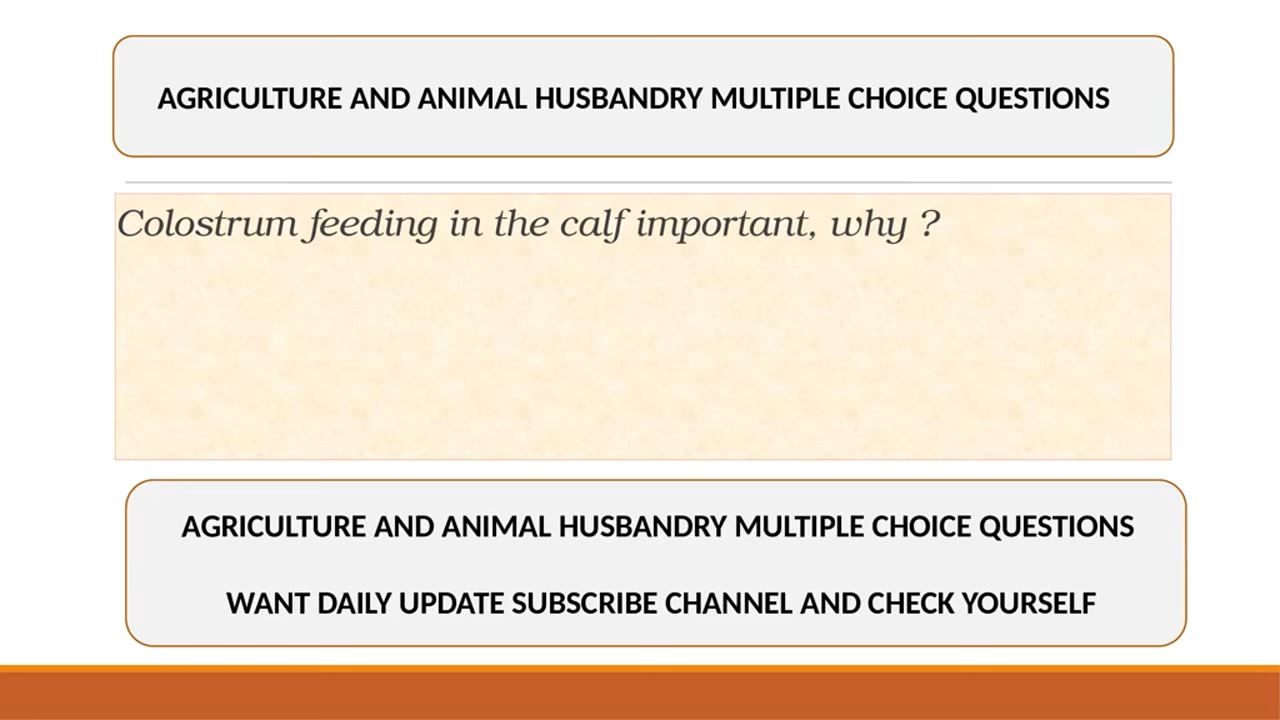 AGRICULTURE AND ANIMAL HUSBANDRY MULTIPLE CHOICE QUESTIONS
Colostrum feeding in the calf important, why ?
AGRICULTURE AND ANIMAL HUSBANDRY MULTIPLE CHOICE QUESTIONS
WANT DAILY UPDATE SUBSCRIBE CHANNEL AND CHECK YOURSELF